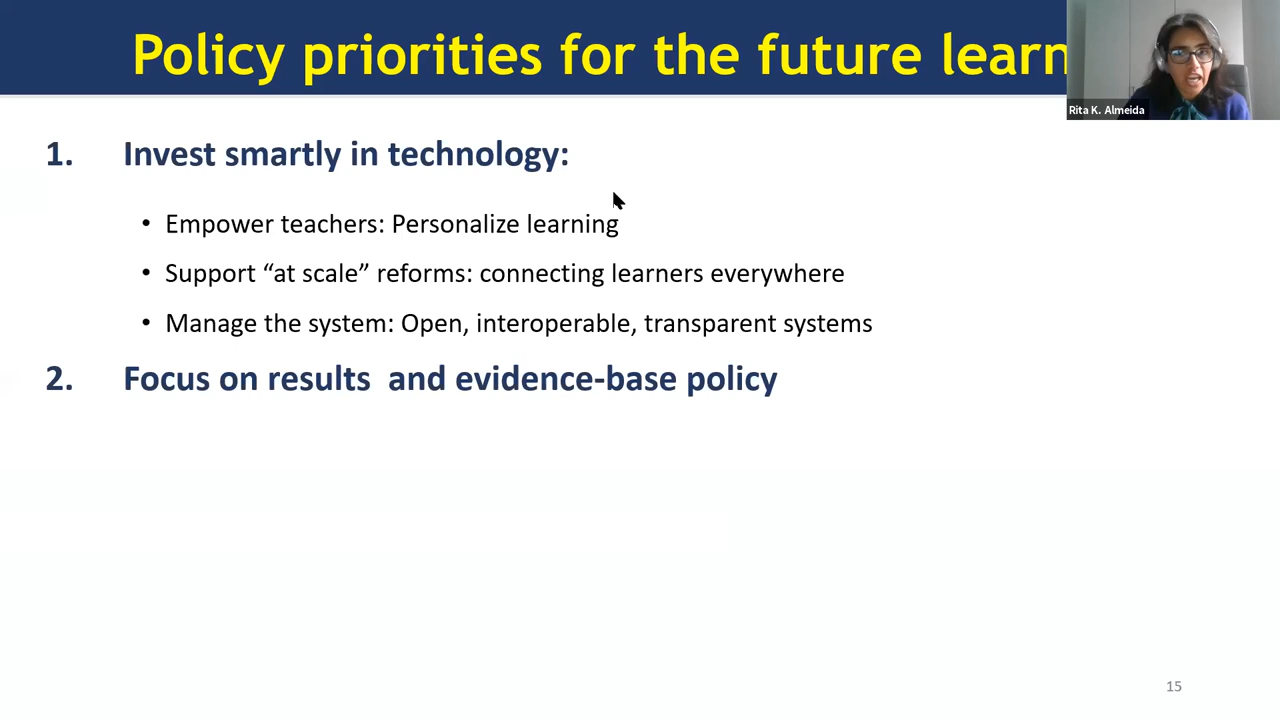 Policy priorities for the future learn
Rita K. Almeida
1. Invest smartly in technology:
• Empower teachers: Personalize learning
• Support “at scale” reforms: connecting learners everywhere
• Manage the system: Open, interoperable, transparent systems
2. Focus on results  and evidence-base policy
15